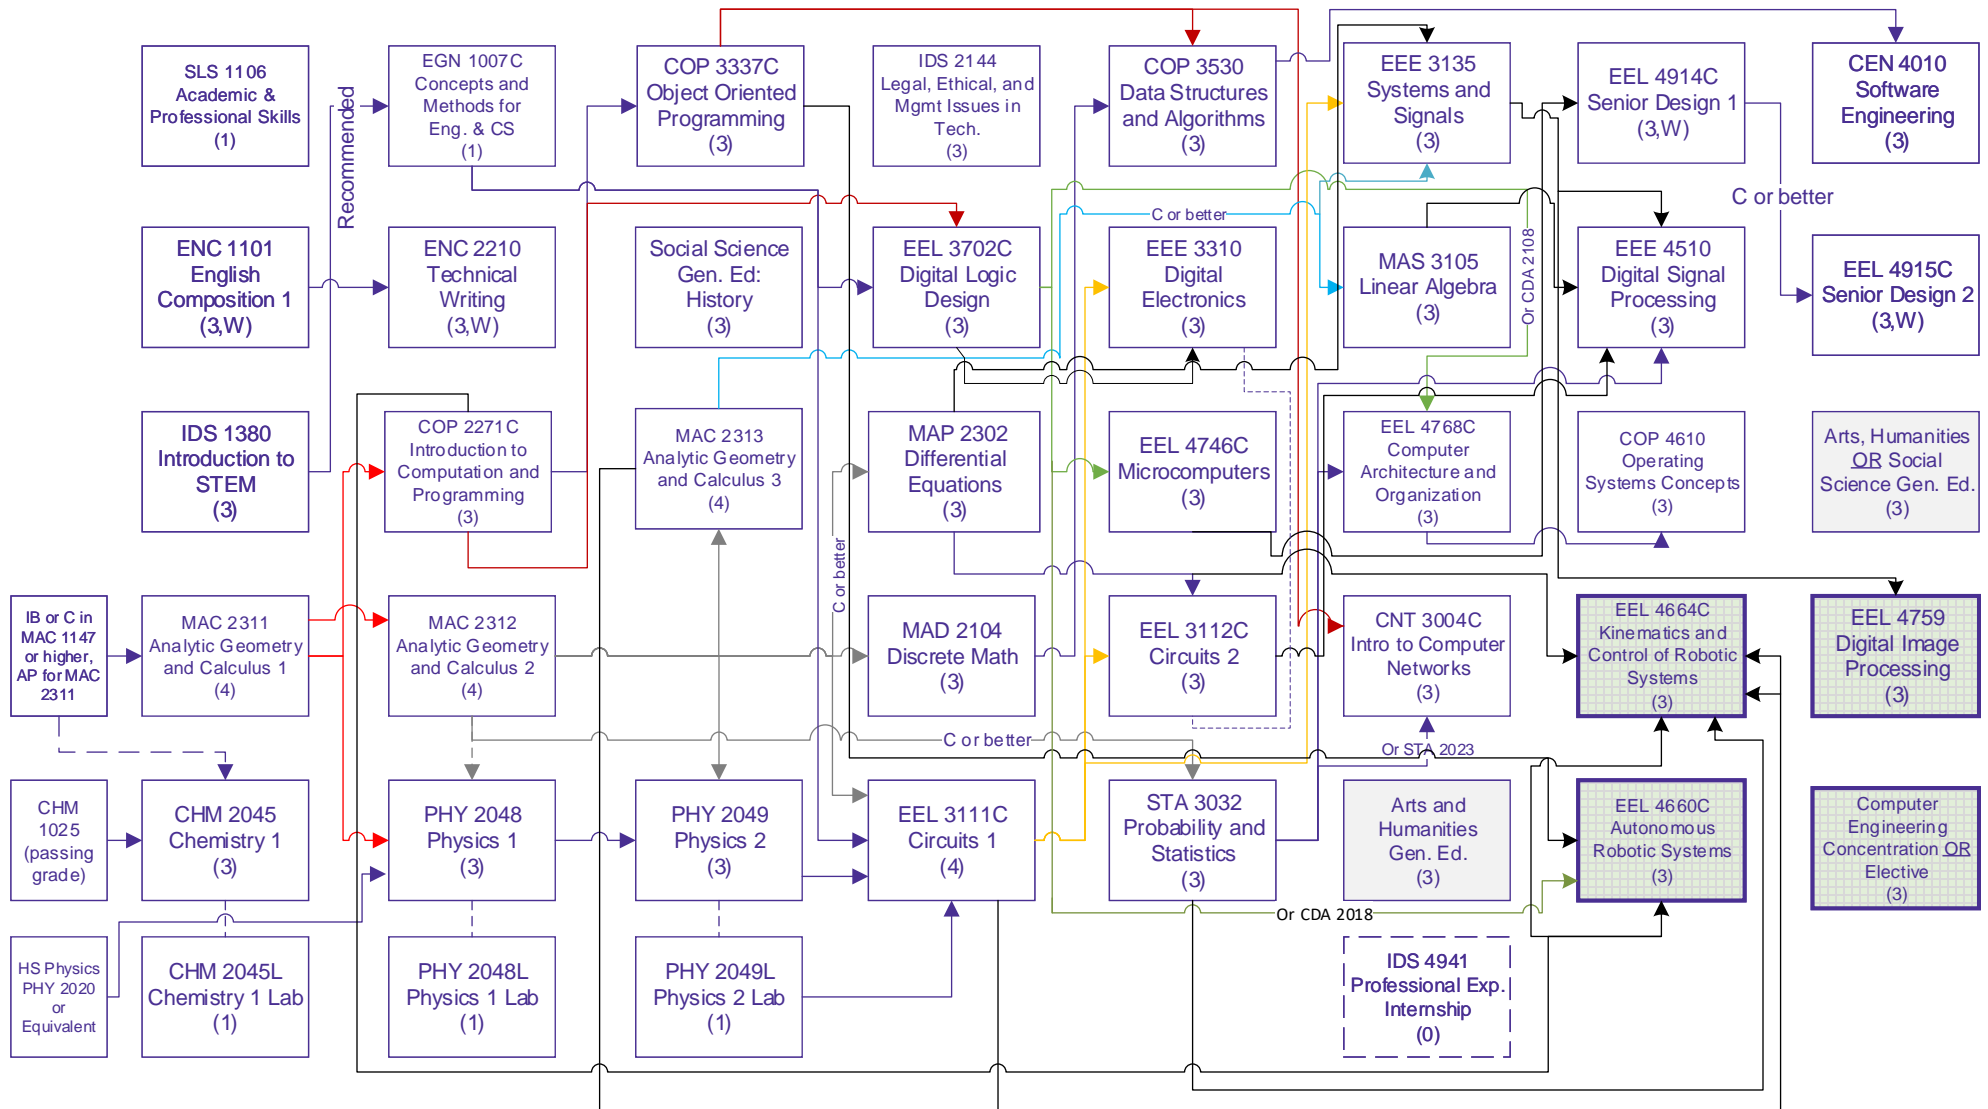 SLS 1106
Academic &
Professional Skills
(1)
Recommended
EGN 1007C
Concepts and
Methods for
Eng. & CS
(1)
COP 3337C
Object Oriented
Programming
(3)
IDS 2144
Legal, Ethical, and
Mgmt Issues in
Tech.
(3)
COP 3530
Data Structures
and Algorithms
(3)
EEE 3135
Systems and
Signals
(3)
EEL 4914C
Senior Design 1
(3,W)
CEN 4010
Software
Engineering
(3)
C or better
ENC 1101
English
Composition 1
(3,W)
ENC 2210
Technical
Writing
(3,W)
Social Science
Gen. Ed:
History
(3)
EEL 3702C
Digital Logic
Design
(3)
C or better
EEE 3310
Digital
Electronics
(3)
MAS 3105
Linear Algebra
(3)
Or CDA 2108
EEE 4510
Digital Signal
Processing
(3)
EEL 4915C
Senior Design 2
(3,W)
IDS 1380
Introduction to
STEM
(3)
COP 2271C
Introduction to
Computation and
Programming
(3)
MAC 2313
Analytic Geometry
and Calculus 3
(4)
C or better
MAP 2302
Differential
Equations
(3)
EEL 4746C
Microcomputers
(3)
EEL 4768C
Computer
Architecture and
Organization
(3)
COP 4610
Operating
Systems Concepts
(3)
Arts, Humanities
OR Social
Science Gen. Ed.
(3)
IB or C in
MAC 1147
or higher,
AP for MAC
2311
MAC 2311
Analytic Geometry
and Calculus 1
(4)
MAC 2312
Analytic Geometry
and Calculus 2
(4)
MAD 2104
Discrete Math
(3)
EEL 3112C
Circuits 2
(3)
CNT 3004C
Intro to Computer
Networks
(3)
EEL 4664C
Kinematics and
Control of Robotic
Systems
(3)
EEL 4759
Digital Image
Processing
(3)
C or better
Or STA 2023
CHM
1025
(passing
grade)
CHM 2045
Chemistry 1
(3)
PHY 2048
Physics 1
(3)
PHY 2049
Physics 2
(3)
EEL 3111C
Circuits 1
(4)
STA 3032
Probability and
Statistics
(3)
Arts and
Humanities
Gen. Ed.
(3)
EEL 4660C
Autonomous
Robotic Systems
(3)
Computer
Engineering
Concentration OR
Elective
(3)
Or CDA 2018
HS Physics
PHY 2020
or
Equivalent
CHM 2045L
Chemistry 1 Lab
(1)
PHY 2048L
Physics 1 Lab
(1)
PHY 2049L
Physics 2 Lab
(1)
IDS 4941
Professional Exp.
Internship
(0)